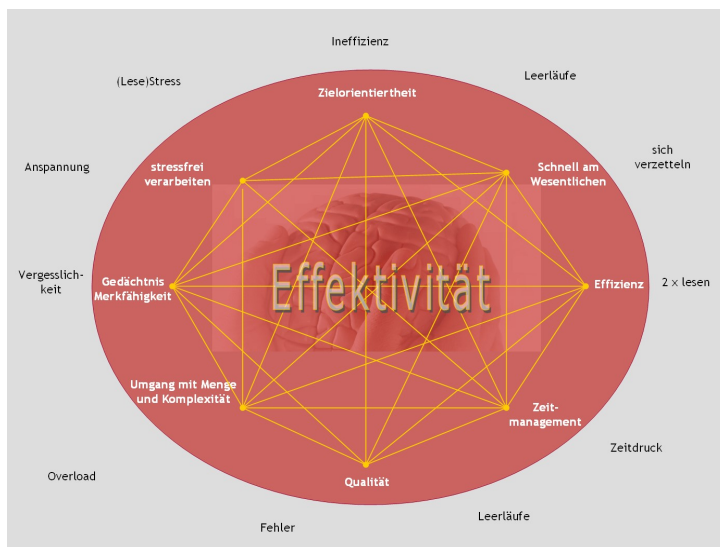 Ineffizienz
(Lese)Stress
Leerläufe
Zielorientiertheit
Anspannung
stressfrei
verarbeiten
Schnell am
Wesentlichen
sich
verzetteln
Vergesslich-
keit
Gedächtnis
Merkfähigkeit
Effektivität
Effizienz
2 x lesen
Umgang mit Menge
und Komplexität
Zeit-
management
Zeitdruck
Overload
Qualität
Fehler
Leerläufe